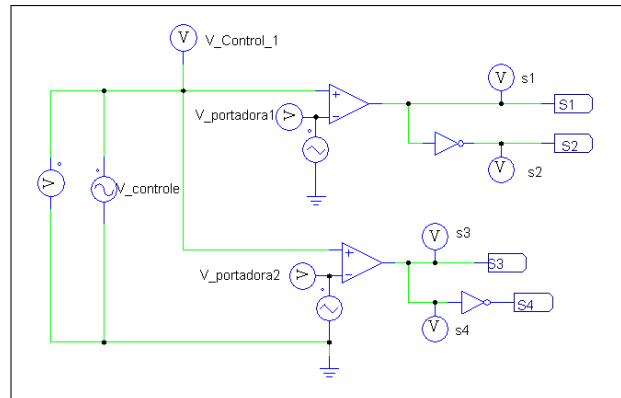 V
V_Control_1
V
s1
V_portadora1
V
+
−
S1
S2
V
V_controle
V
s2
V
s3
V_portadora2
V
+
−
S3
S4
V
s4